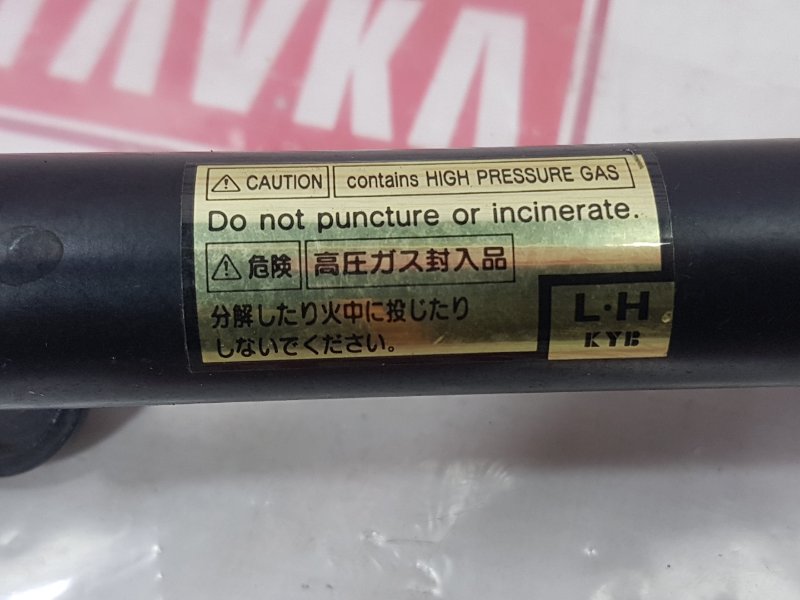 AVKA
⚠ CAUTION contains HIGH PRESSURE GAS
Do not puncture or incinerate.
⚠ 危険 高圧ガス封入品
分解したり火中に投じたり
しないでください。
L·H
KYB